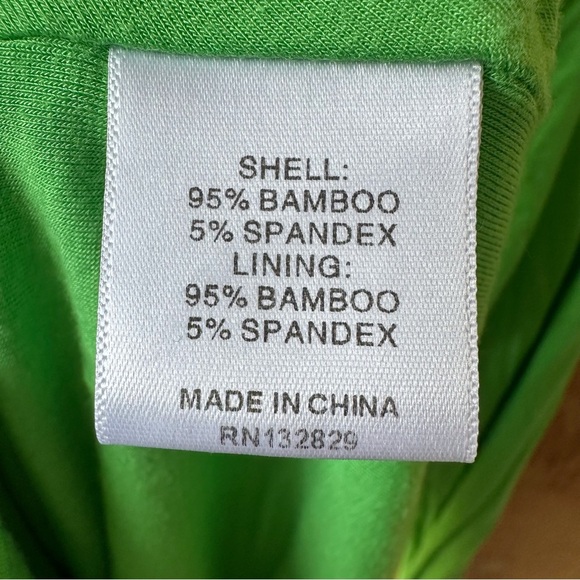 SHELL:
95% BAMBOO
5% SPANDEX
LINING:
95% BAMBOO
5% SPANDEX
MADE IN CHINA
RN132829